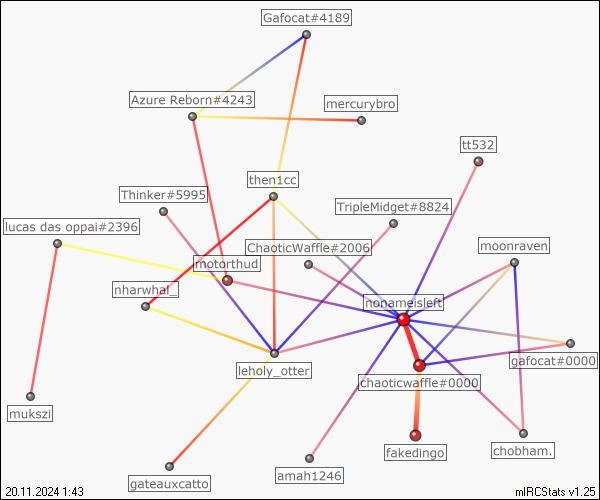 Gafocat#4189
Azure Reborn#4243
mercurybro
tt532
then1cc
Thinker#5995
TripleMidget#8824
lucas das oppai#2396
ChaoticWaffle#2006
moonraven
motorthud
nharwhal_
nonameisleft
gafocat#0000
leholy_otter
chaoticwaffle#0000
mukszi
fakedingo
chobham.
amah1246
gateauxcatto
20.11.2024 1:43
mIRCStats v1.25